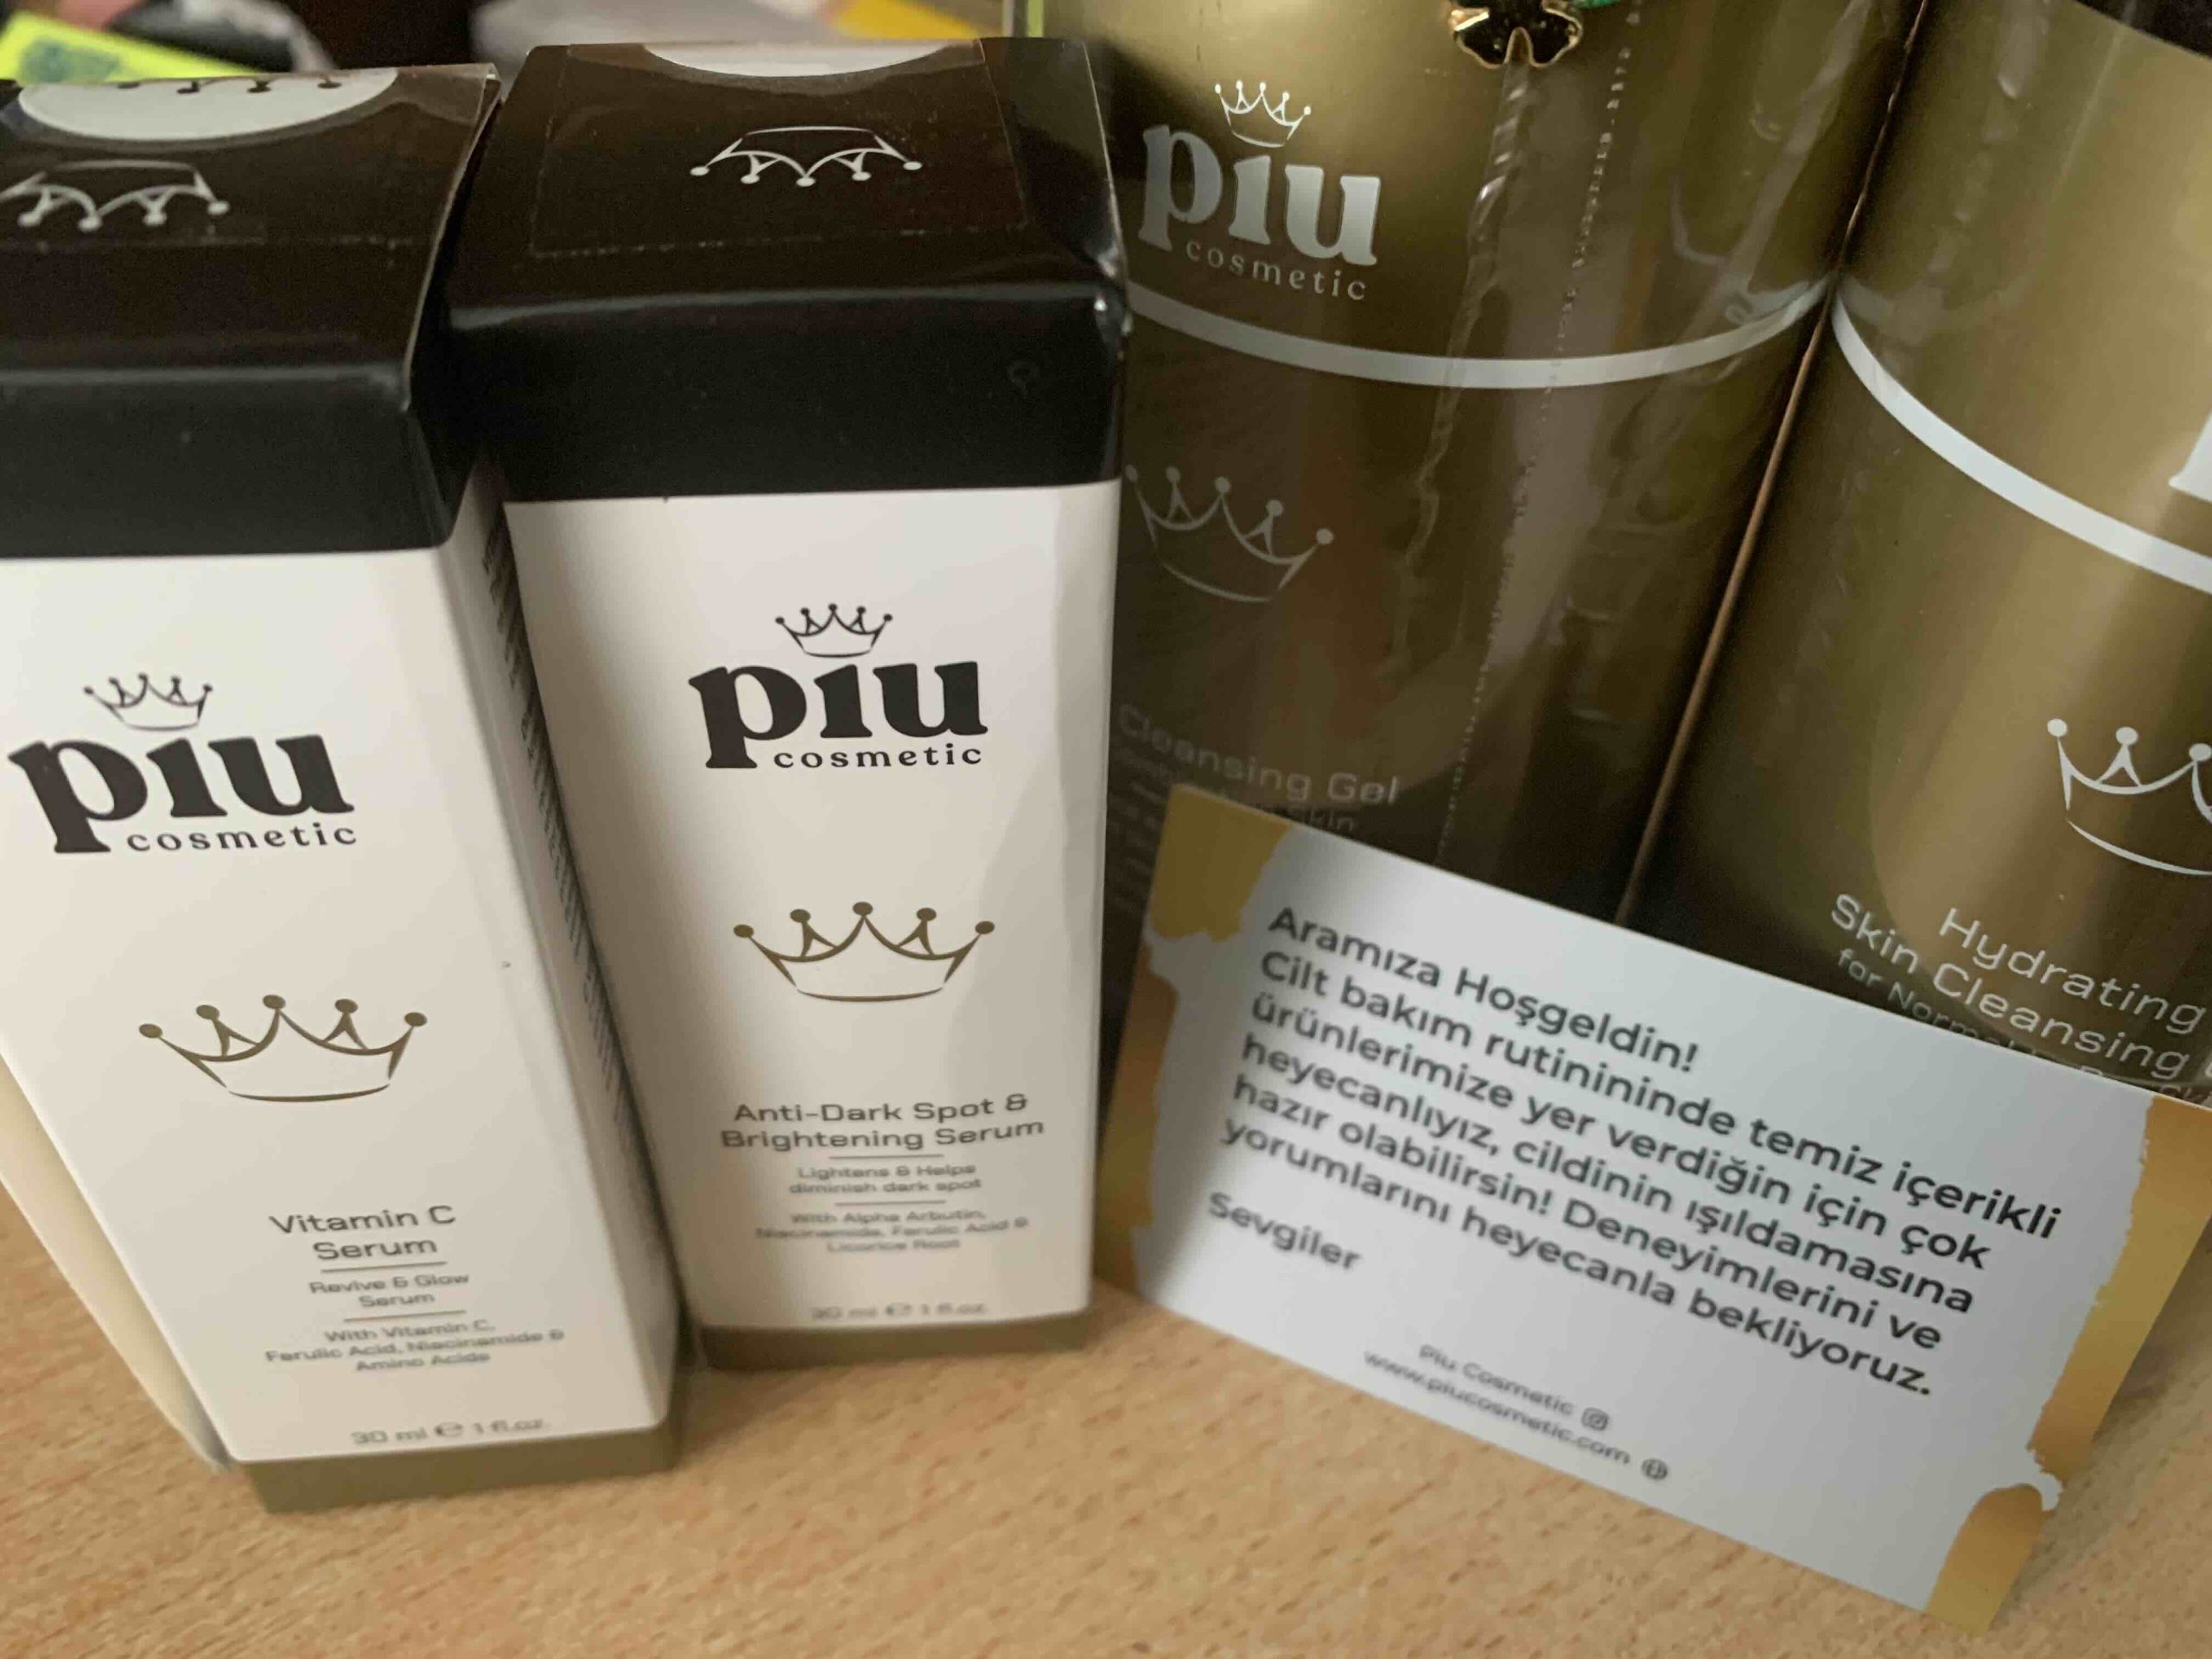 piu
cosmetic
Vitamin C
Serum
Revive & Glow
Serum
With Vitamin C,
Ferulic Acid, Niacinamide &
Amino Acids
30 ml e 1 fl.oz.
piu
cosmetic
Anti-Dark Spot &
Brightening Serum
Lightens & Helps
diminish dark spot
With Alpha Arbutin,
Niacinamide, Ferulic Acid &
Licorice Root
30 ml e 1 fl.oz.
piu
cosmetic
Cleansing Gel
skin
Hydrating
Skin Cleansing
for Normal
Aramıza Hoşgeldin!
Cilt bakım rutinininde temiz içerikli
ürünlerimize yer verdiğin için çok
heyecanlıyız, cildinin ışıldamasına
hazır olabilirsin! Deneyimlerini ve
yorumlarını heyecanla bekliyoruz.
Sevgiler
Piu Cosmetic
www.piucosmetic.com